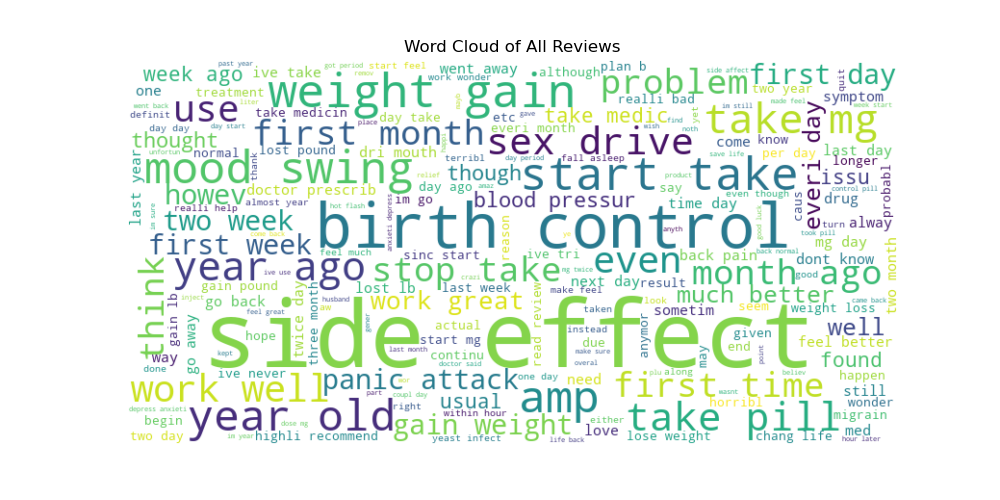 Word Cloud of All Reviews
past year
got period
start feel
went away
although
plan b
side affect
quit
week ago
ive take
work wonder
realli bad
problem
first day
one
treatment
weight gain
two year
made feel
went back
definit
use
take medicin
day take
etc
gave
take medic
find
im still
symptom
week start
day day
day start
first month
everi month
place
sex drive
wish
noth
yet
take mg
come
know
thought
normal
lost pound
dri mouth
terribl
day period
fall asleep
save life
per day
last day
thank
mood swing
though
start take
product
even though
control pill
longer
issu
everi day
probabl
last year
realli help
howev
doctor prescrib
day ago
amaz
relief
happi
say
caus
drug
unfortun
almost year
im go
blood pressur
time day
good luck
turn
alway
two week
hot flash
anxieti depress
birth control
anyth
took pill
im sure
come back
feel much
reason
mg day
first week
sinc start
ive tri
back pain
back normal
dont know
two month
year ago
ive use
stop take
mg twice
even
month ago
good
think
inject
gain pound
lost lb
last week
crazi
next day
result
came back
gain lb
go back
husband
work great
make feel
taken
look
much better
sometim
seem
weight loss
feel great
twice day
three month
side effect
read review
instead
anymor
well
go away
hope
actual
start mg
due
given
feel better
way
kept
continu
overal
make sure
may
end
point
found
done
ive never
last month
doctor said
plu
along
believ
happen
work well
panic attack
one day
need
first time
still
depress anxieti
part
coupl day
usual
amp
wasnt
horribl
wonder
begin
year old
right
within hour
either
take pill
migrain
dose mg
gain weight
love
two day
im year
highli recommend
yeast infect
life back
lose weight
chang life
med
hour later